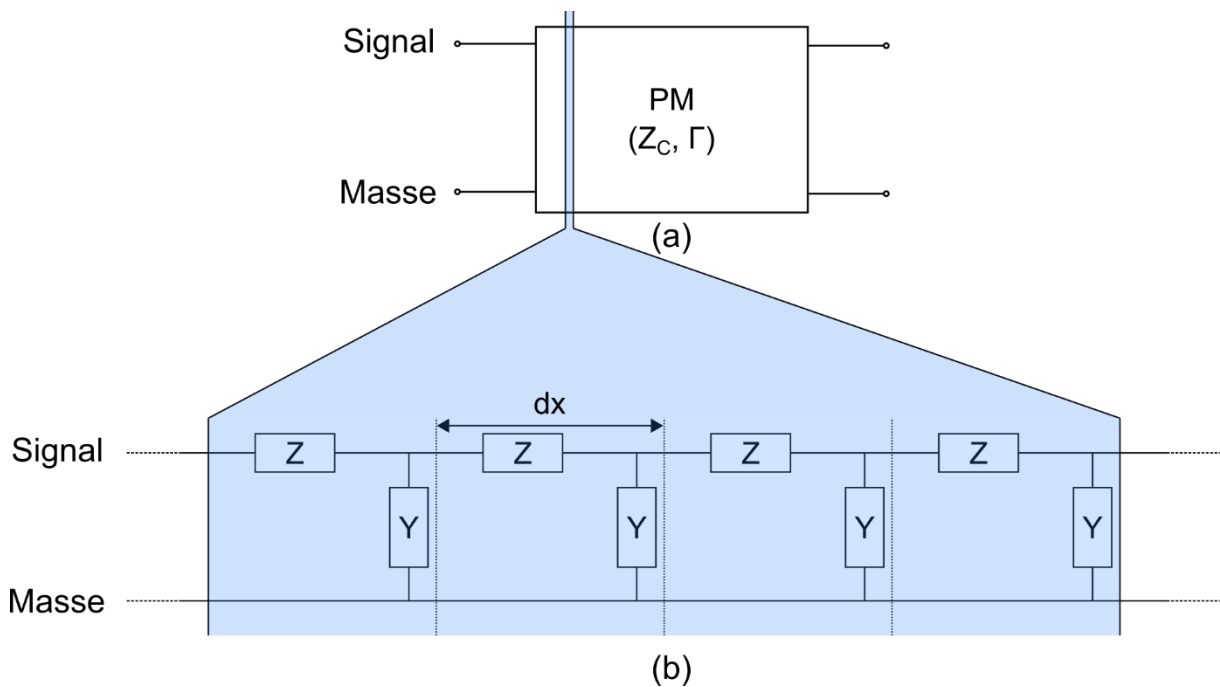 Signal
PM
(Z_C, Γ)
Masse
(a)
dx
Signal
Z Z Z Z
Y Y Y Y
Masse
(b)